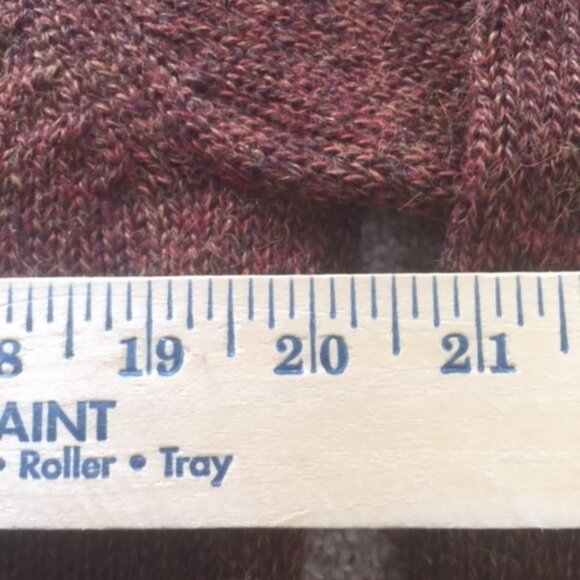 8 19 20 21
AINT
• Roller • Tray